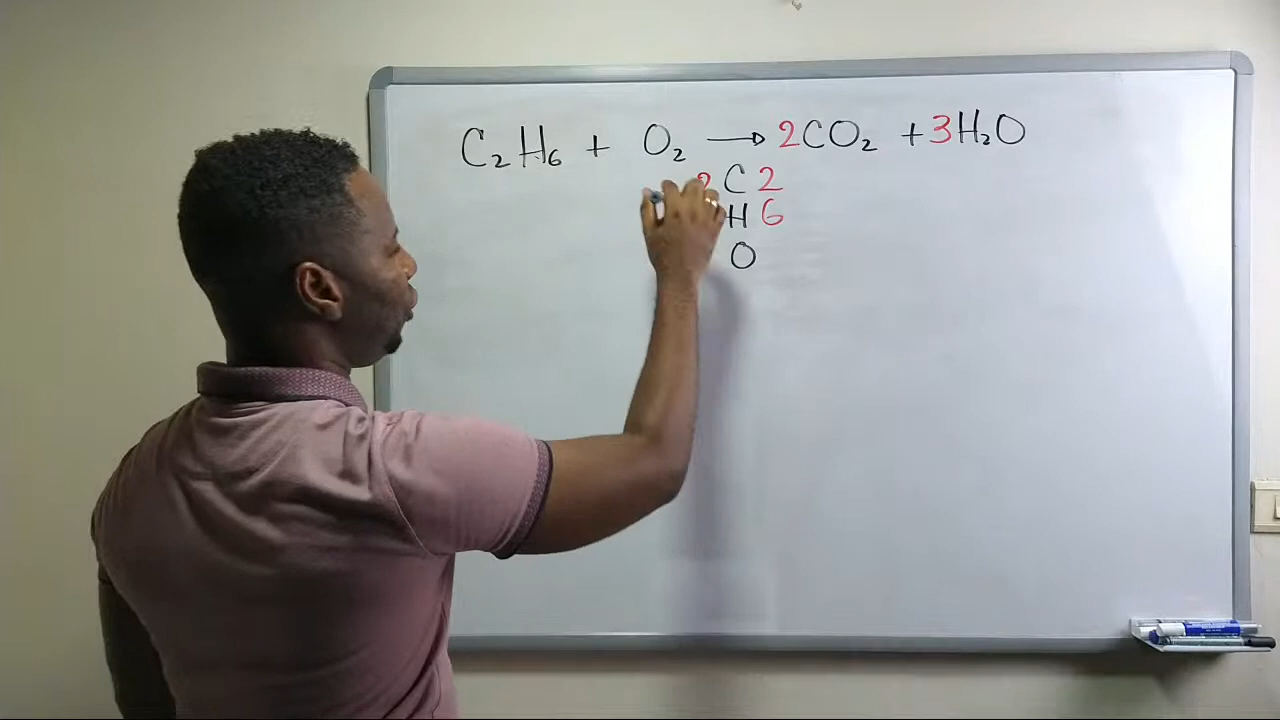 C₂H₆ + O₂ → 2CO₂ + 3H₂O
2 C 2
H 6
O